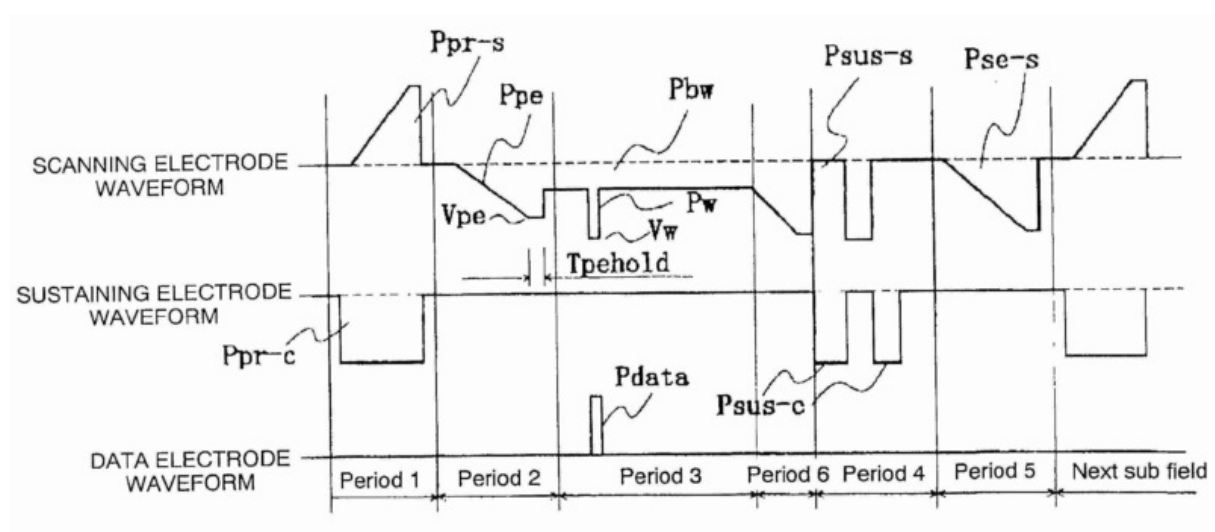 Ppr-s
Ppe
Pbw
Psus-s
Pse-s
SCANNING ELECTRODE
WAVEFORM
Vpe
Pw
Vw
Tpehold
SUSTAINING ELECTRODE
WAVEFORM
Ppr-c
Pdata
Psus-c
DATA ELECTRODE
WAVEFORM
Period 1 Period 2 Period 3 Period 6 Period 4 Period 5 Next sub field